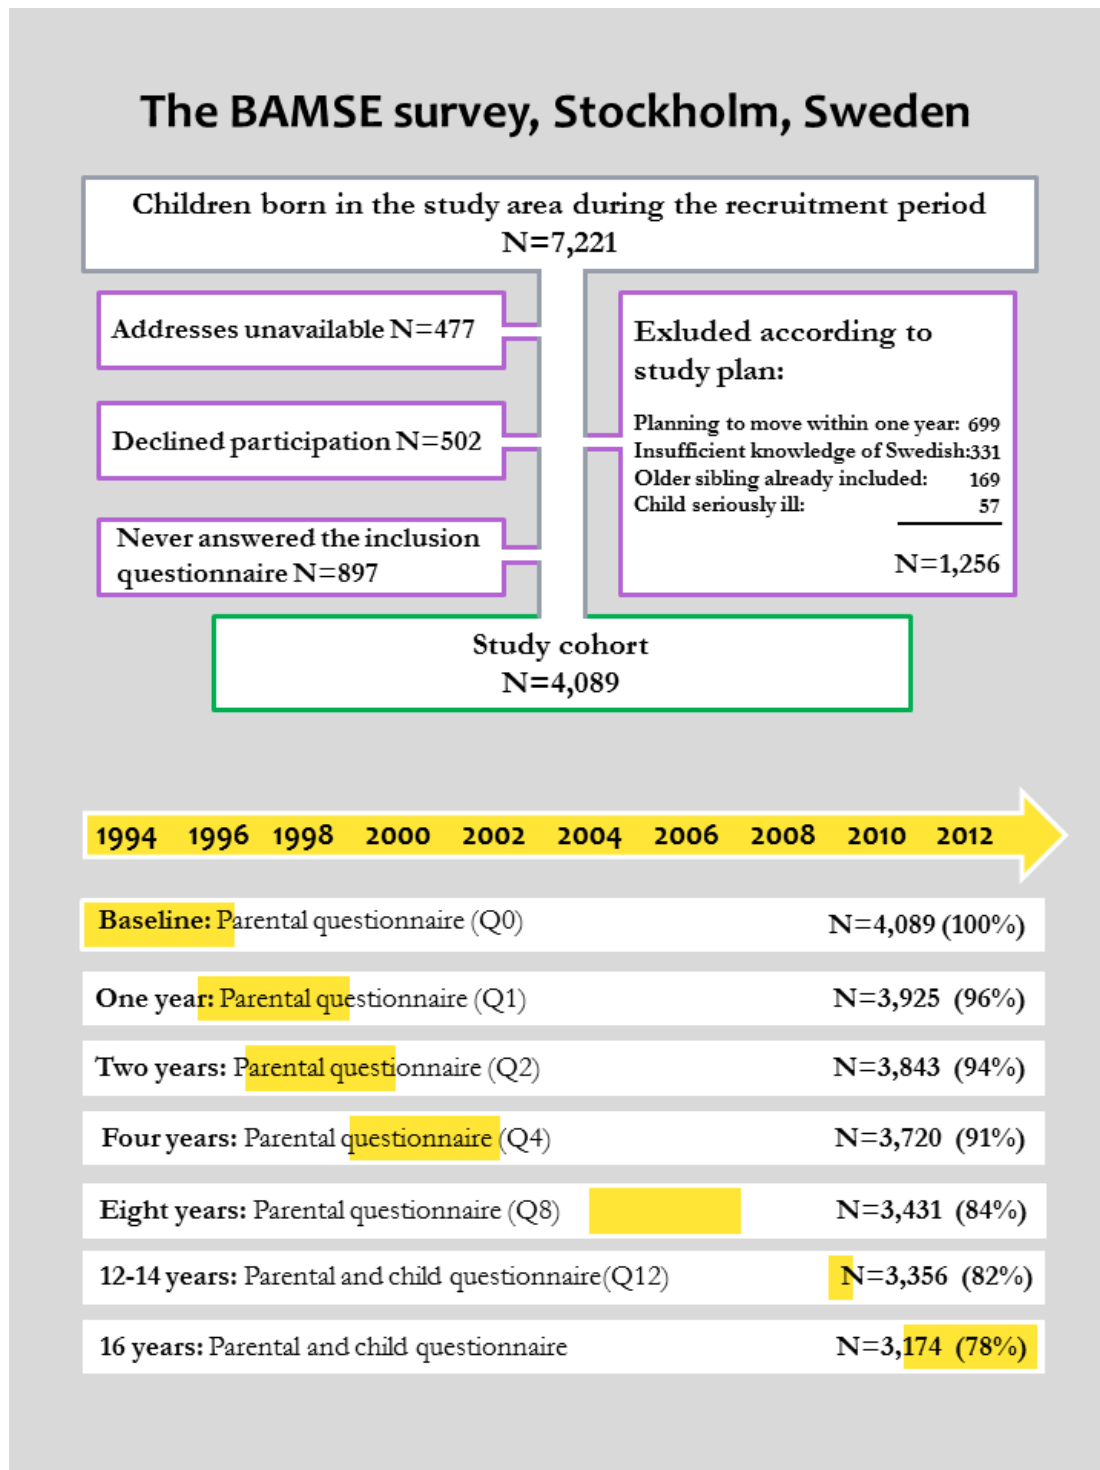 The BAMSE survey, Stockholm, Sweden
Children born in the study area during the recruitment period
N=7,221
Addresses unavailable N=477
Declined participation N=502
Never answered the inclusion
questionnaire N=897
Exluded according to
study plan:
Planning to move within one year: 699
Insufficient knowledge of Swedish:331
Older sibling already included: 169
Child seriously ill: 57
N=1,256
Study cohort
N=4,089
1994 1996 1998 2000 2002 2004 2006 2008 2010 2012
Baseline: Parental questionnaire (Q0) N=4,089 (100%)
One year: Parental questionnaire (Q1) N=3,925 (96%)
Two years: Parental questionnaire (Q2) N=3,843 (94%)
Four years: Parental questionnaire (Q4) N=3,720 (91%)
Eight years: Parental questionnaire (Q8) N=3,431 (84%)
12-14 years: Parental and child questionnaire(Q12) N=3,356 (82%)
16 years: Parental and child questionnaire N=3,174 (78%)